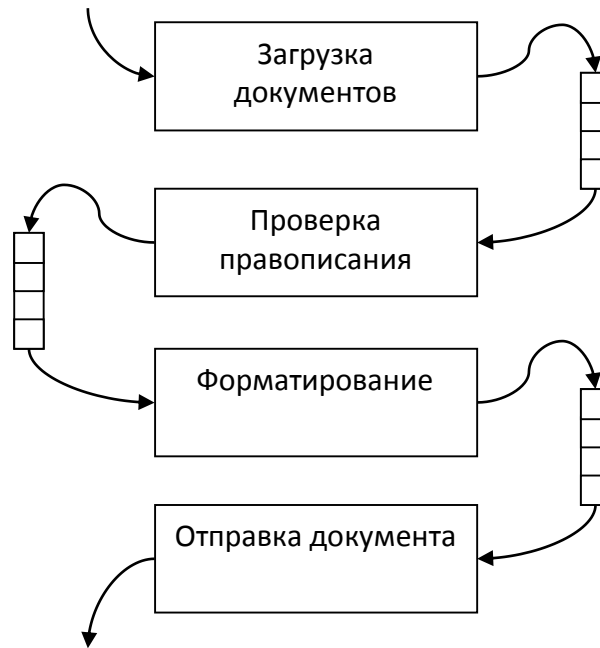 Загрузка
документов
Проверка
правописания
Форматирование
Отправка документа